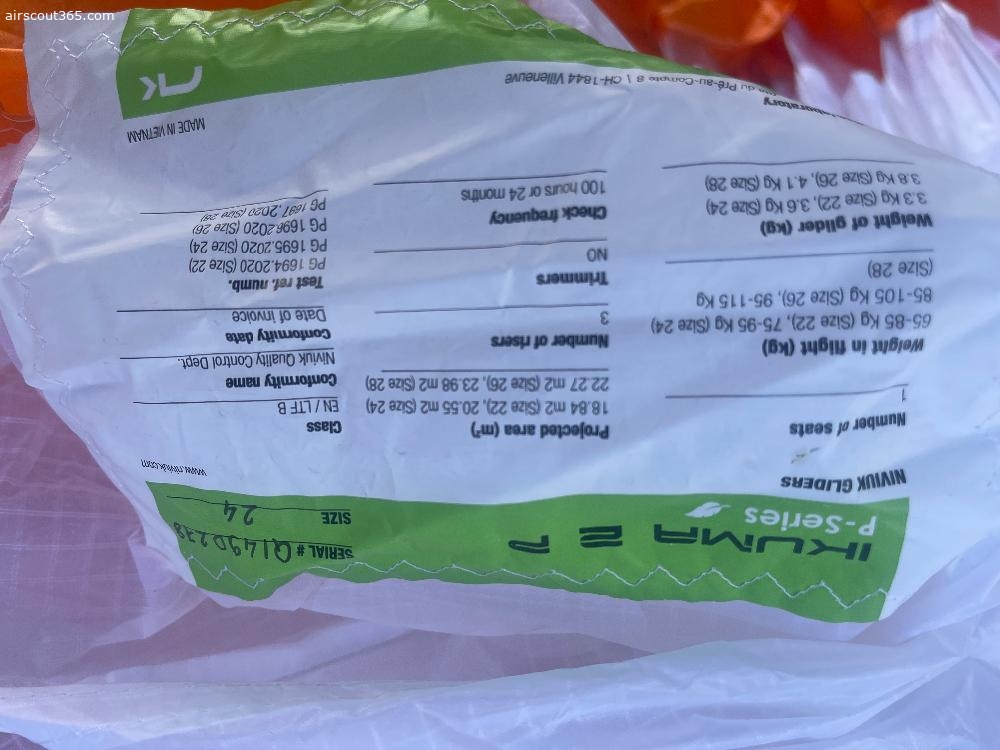 airscout365.com
IKUMA 2 P
P-Series
SERIAL #
SIZE 24
NIVIUK GLIDERS
www.niviuk.com
Number of seats
1
Weight in flight (kg)
65-85 Kg (Size 22), 75-95 Kg (Size 24)
85-105 Kg (Size 26), 95-115 Kg
(Size 28)
Weight of glider (kg)
3.3 Kg (Size 22), 3.6 Kg (Size 24)
3.8 Kg (Size 26), 4.1 Kg (Size 28)
Projected area (m²)
18.84 m2 (Size 22), 20.55 m2 (Size 24)
22.27 m2 (Size 26), 23.98 m2 (Size 28)
Number of risers
3
Trimmers
NO
Check frequency
100 hours or 24 months
Class
EN / LTF B
Conformity name
Niviuk Quality Control Dept.
Conformity date
Date of invoice
Test ref. numb.
PG 1694.2020 (Size 22)
PG 1695.2020 (Size 24)
PG 1696.2020 (Size 26)
PG 1697.2020 (Size 28)
du Pré-au-Compte 8 | CH-1844 Villeneuve
MADE IN VIETNAM